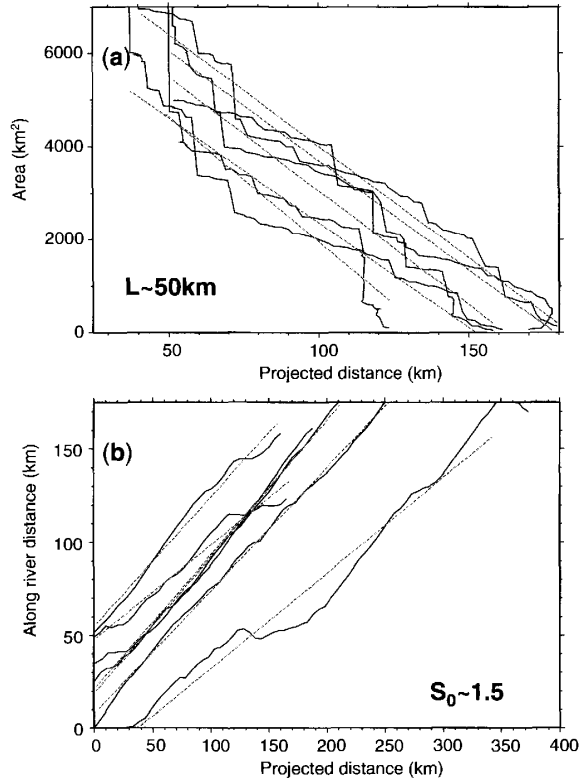 (a)
6000
4000
2000
0
Area (km²)
L~50km
50
100
150
Projected distance (km)
(b)
150
100
50
0
Along river distance (km)
S₀~1.5
0
50
100
150
200
250
300
350
400
Projected distance (km)